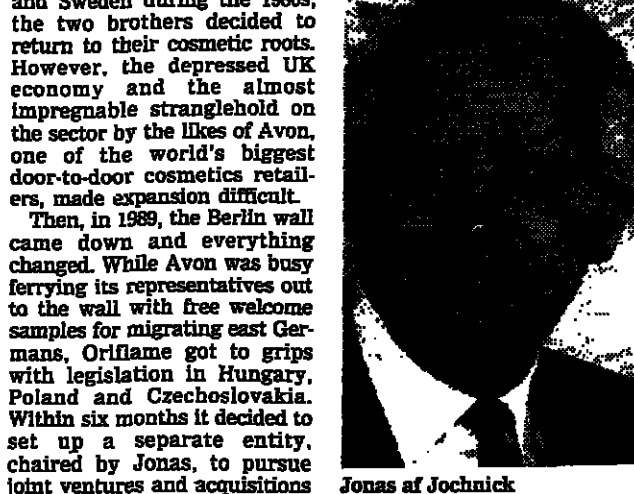 and Sweden during the 1980s,
the two brothers decided to
return to their cosmetic roots.
However, the depressed UK
economy and the almost
impregnable stranglehold on
the sector by the likes of Avon,
one of the world's biggest
door-to-door cosmetics retail-
ers, made expansion difficult.
Then, in 1989, the Berlin wall
came down and everything
changed. While Avon was busy
ferrying its representatives out
to the wall with free welcome
samples for migrating east Ger-
mans, Oriflame got to grips
with legislation in Hungary,
Poland and Czechoslovakia.
Within six months it decided to
set up a separate entity,
chaired by Jonas, to pursue
joint ventures and acquisitions
Jonas af Jochnick